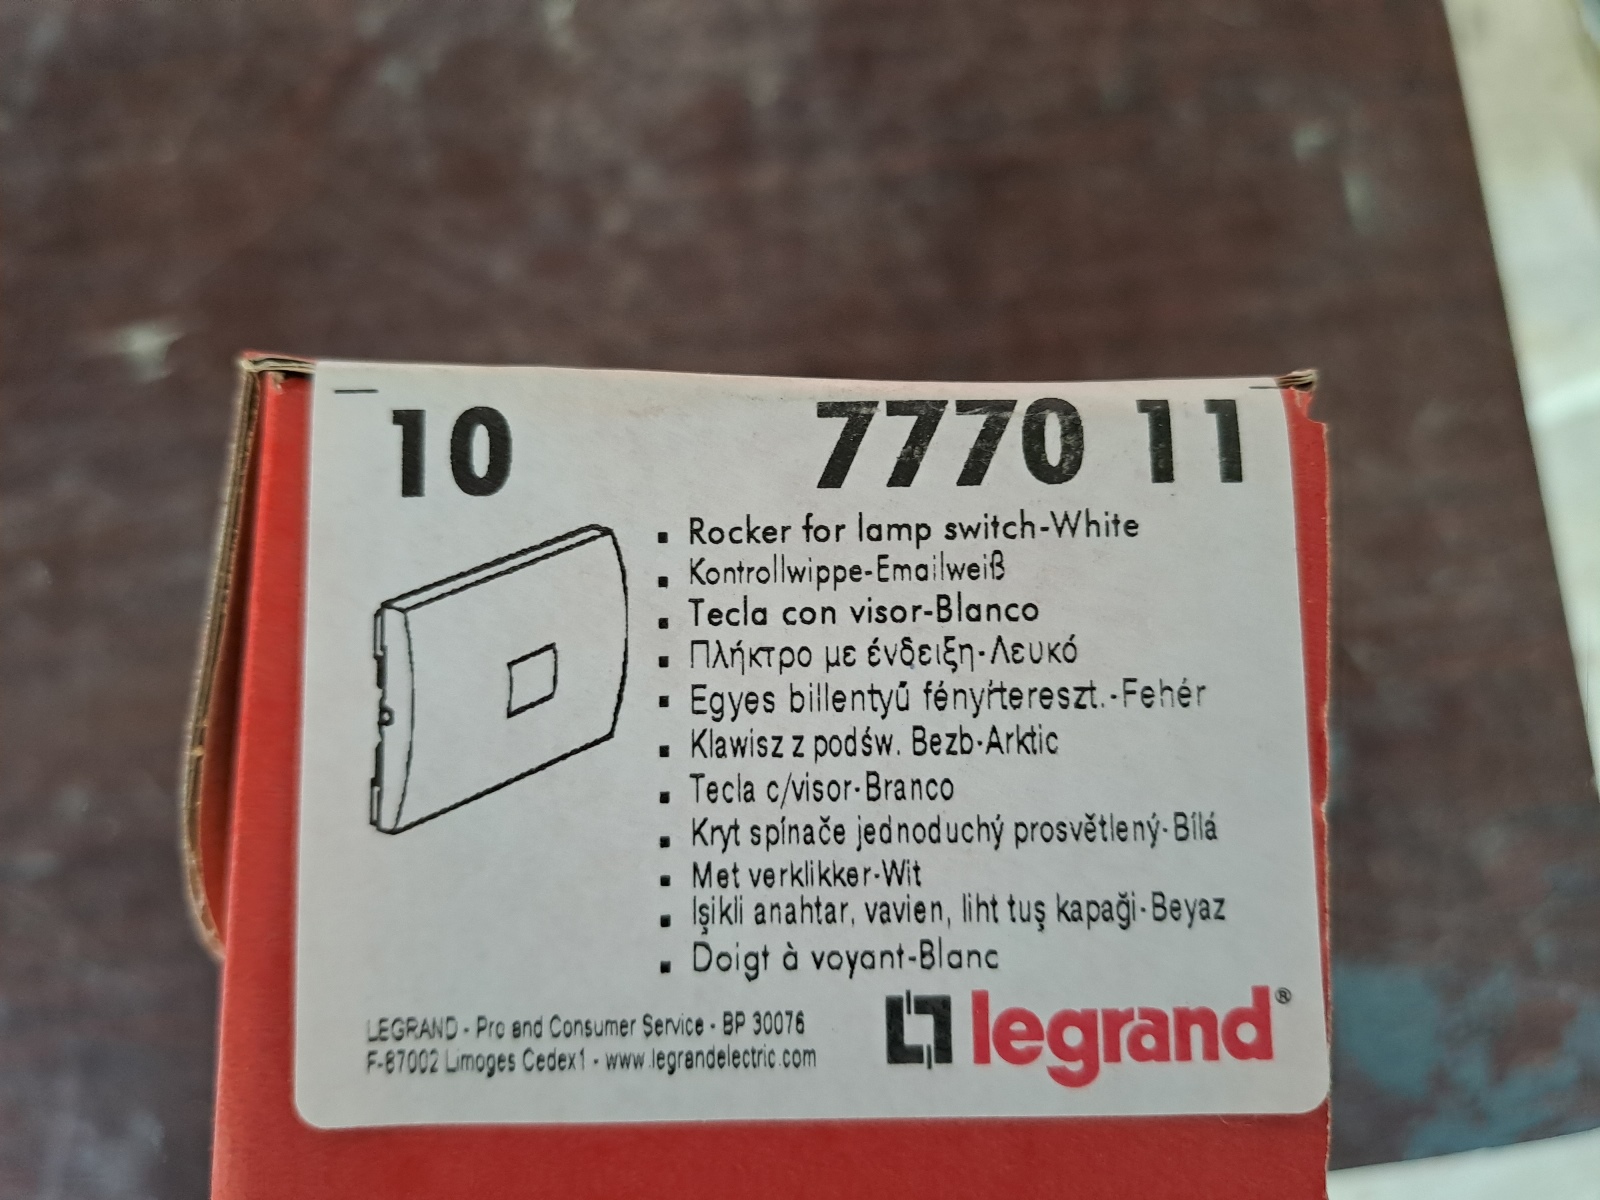 10 7770 11
▪ Rocker for lamp switch-White
▪ Kontrollwippe-Emailweiß
▪ Tecla con visor-Blanco
▪ Πλήκτρο με ένδειξη-Λευκό
▪ Egyes billentyű fényŕtereszt.-Fehér
▪ Klawisz z podśw. Bezb-Arktic
▪ Tecla c/visor-Branco
▪ Kryt spínače jednoduchý prosvětlený-Bílá
▪ Met verklikker-Wit
▪ Işikli anahtar, vavien, liht tuş kapaği-Beyaz
▪ Doigt à voyant-Blanc
LEGRAND - Pro and Consumer Service - BP 30076
F-87002 Limoges Cedex1 - www.legrandelectric.com
legrand®